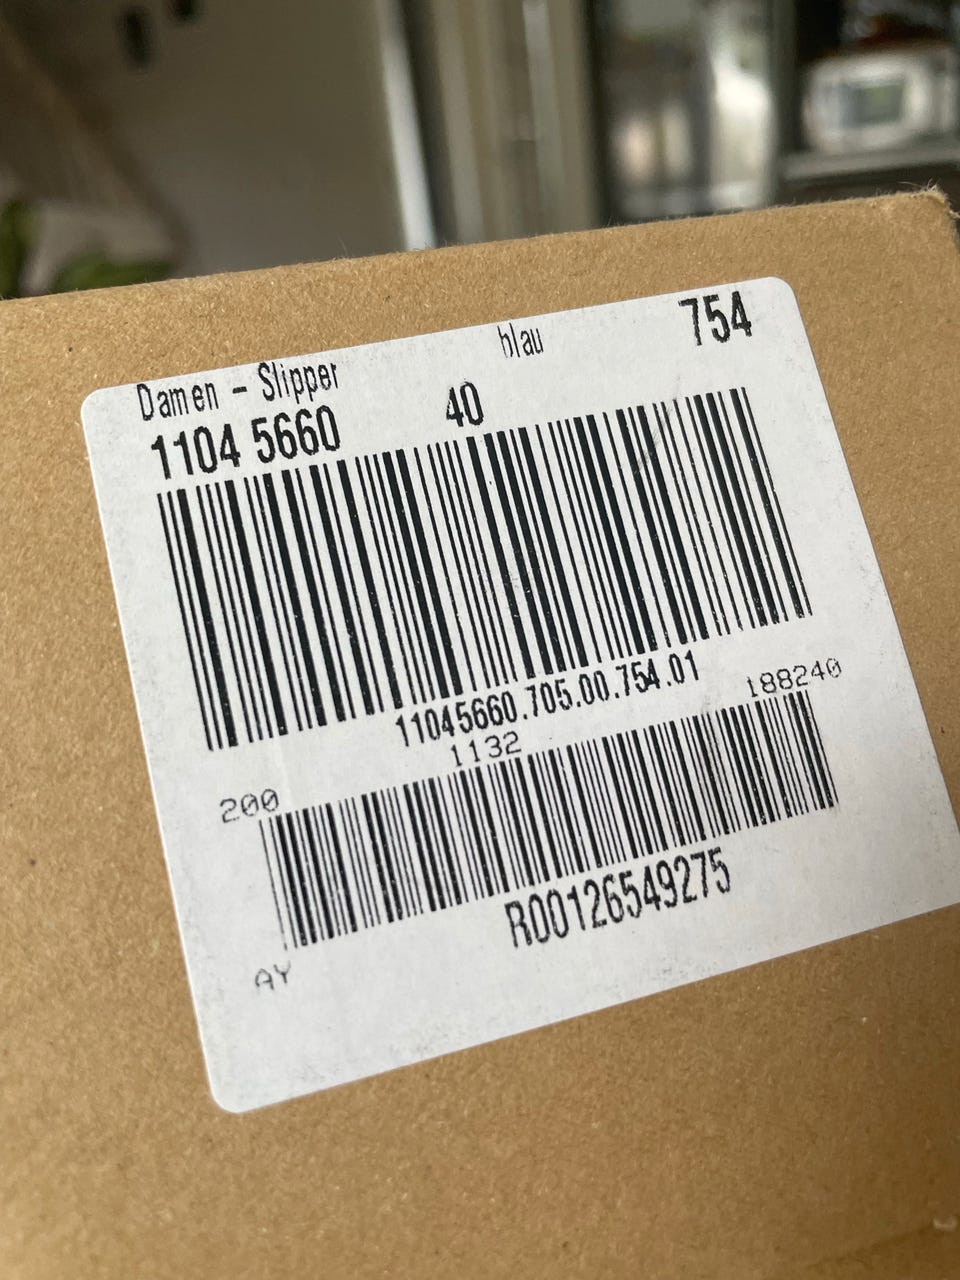 Damen - Slipper blau 754
1104 5660 40
11045660.705.00.754.01
200 1132 188240
R00126549275
AY